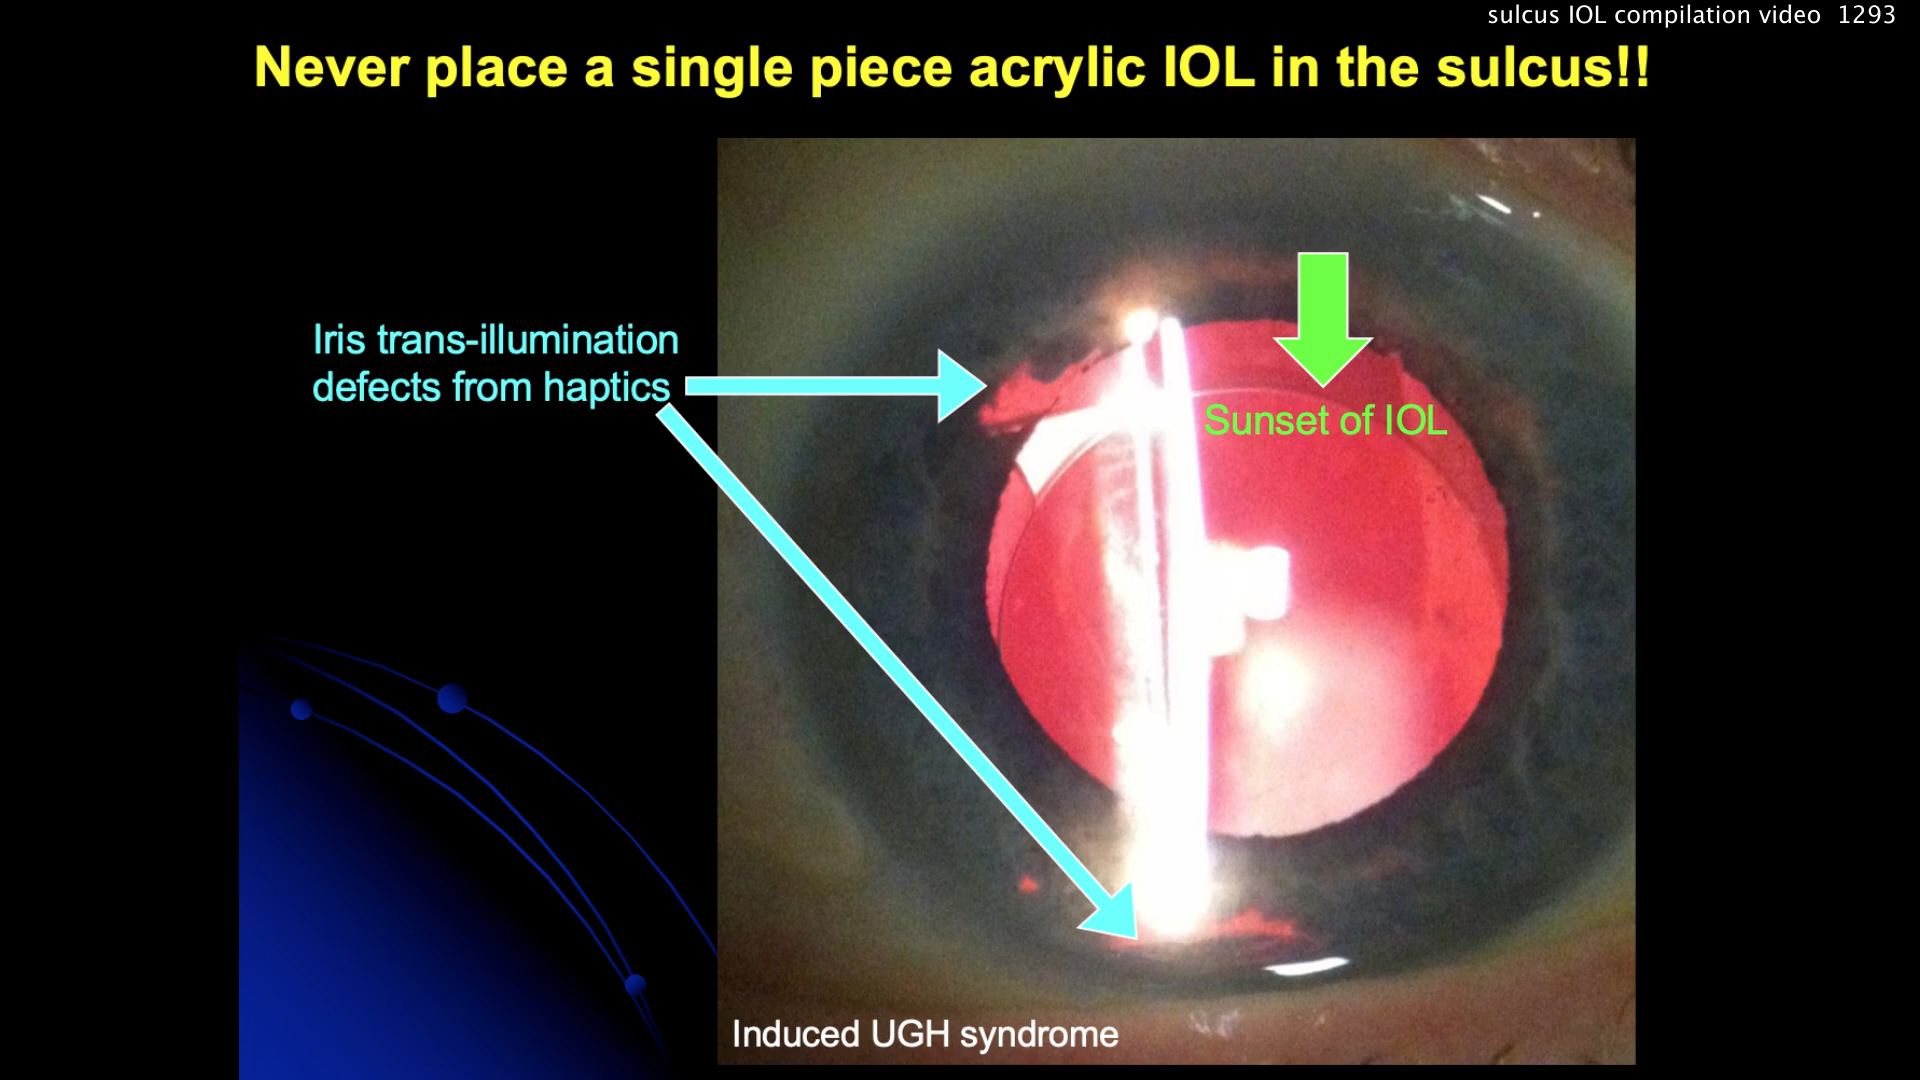 sulcus IOL compilation video 1293
Never place a single piece acrylic IOL in the sulcus!!
Iris trans-illumination
defects from haptics
Sunset of IOL
Induced UGH syndrome